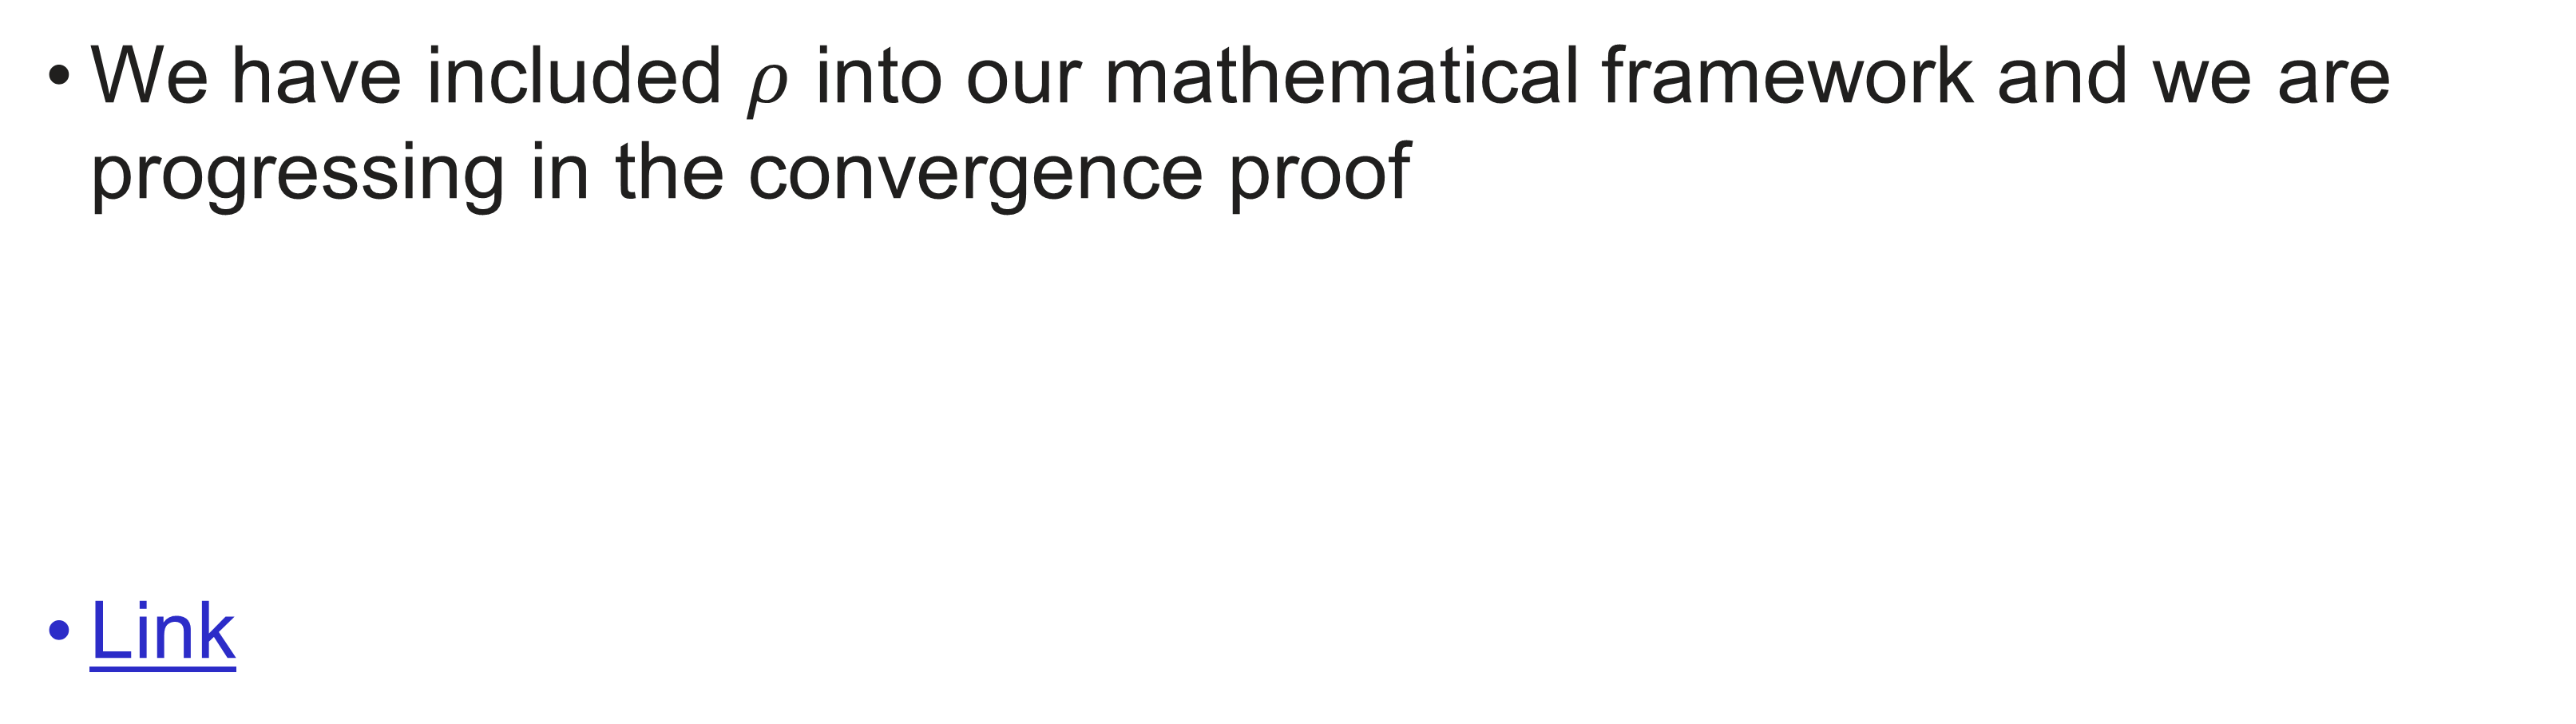 • We have included ρ into our mathematical framework and we are
progressing in the convergence proof
• Link